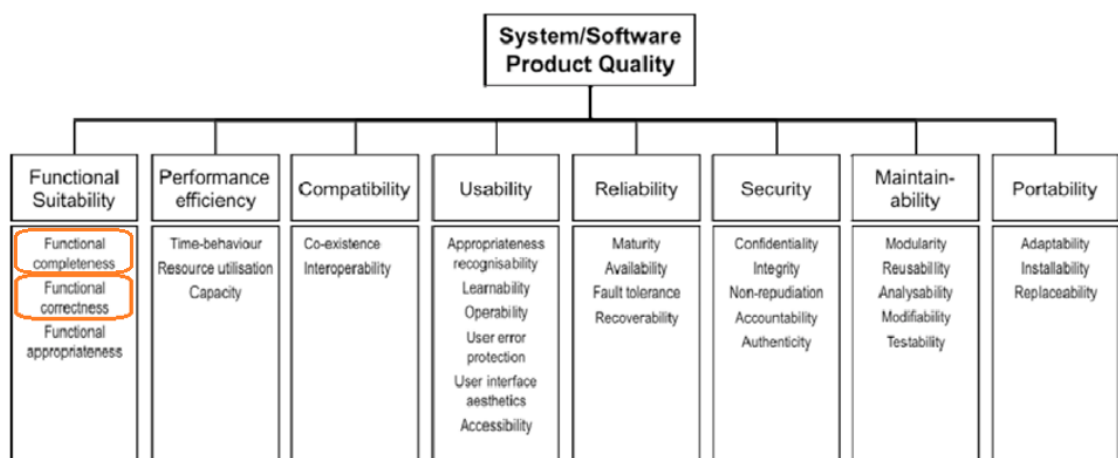 System/Software
Product Quality
Functional
Suitability
Performance
efficiency
Compatibility
Usability
Reliability
Security
Maintain-
ability
Portability
Functional
completeness
Functional
correctness
Functional
appropriateness
Time-behaviour
Resource utilisation
Capacity
Co-existence
Interoperability
Appropriateness
recognisability
Learnability
Operability
User error
protection
User interface
aesthetics
Accessibility
Maturity
Availability
Fault tolerance
Recoverability
Confidentiality
Integrity
Non-repudiation
Accountability
Authenticity
Modularity
Reusability
Analysability
Modifiability
Testability
Adaptability
Installability
Replaceability